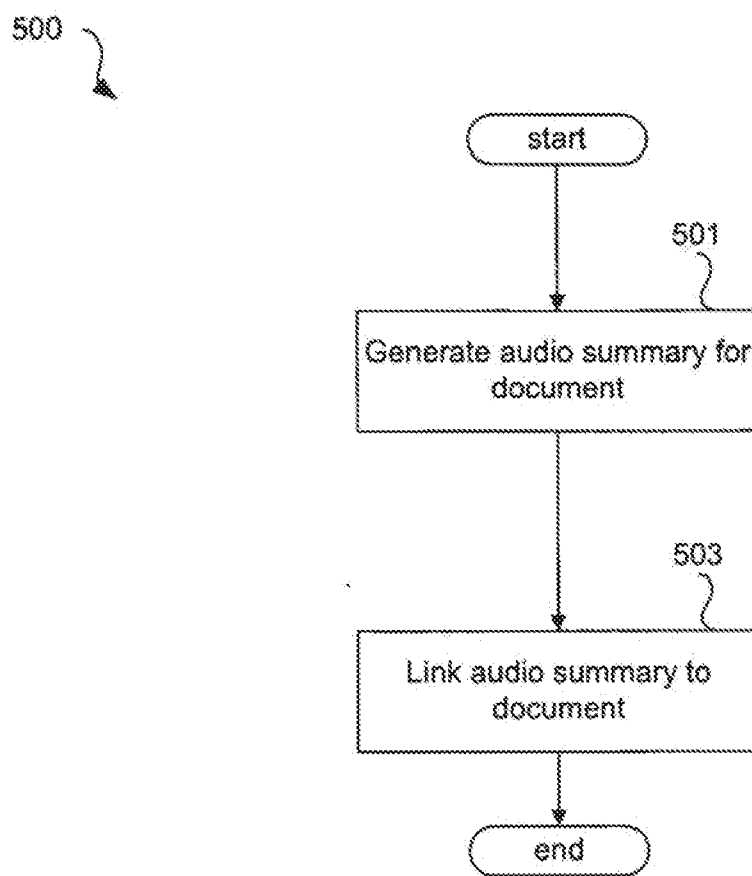 500
start
501
Generate audio summary for
document
503
Link audio summary to
document
end